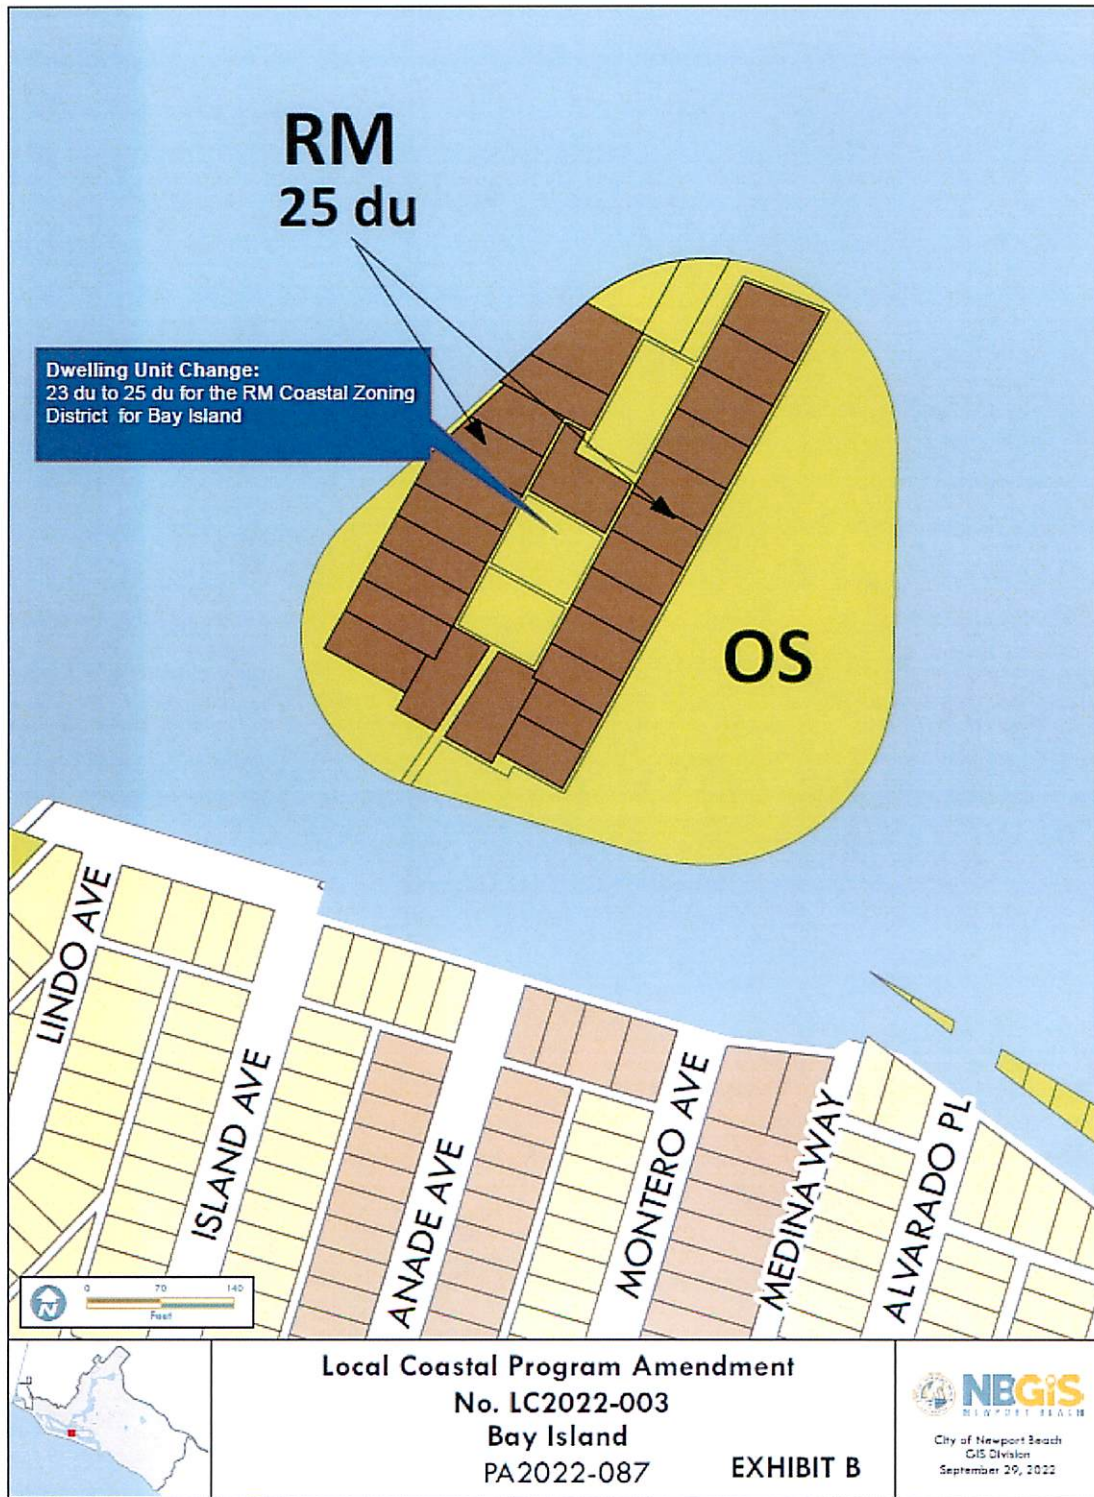 RM
25 du
Dwelling Unit Change:
23 du to 25 du for the RM Coastal Zoning
District for Bay Island
OS
LINDO AVE
ISLAND AVE
ANADE AVE
MONTERO AVE
MEDINA WAY
ALVARADO PL
N
0 70 140
Feet
Local Coastal Program Amendment
No. LC2022-003
Bay Island
PA2022-087
EXHIBIT B
NBGIS
NEWPORT BEACH
City of Newport Beach
GIS Division
September 29, 2022